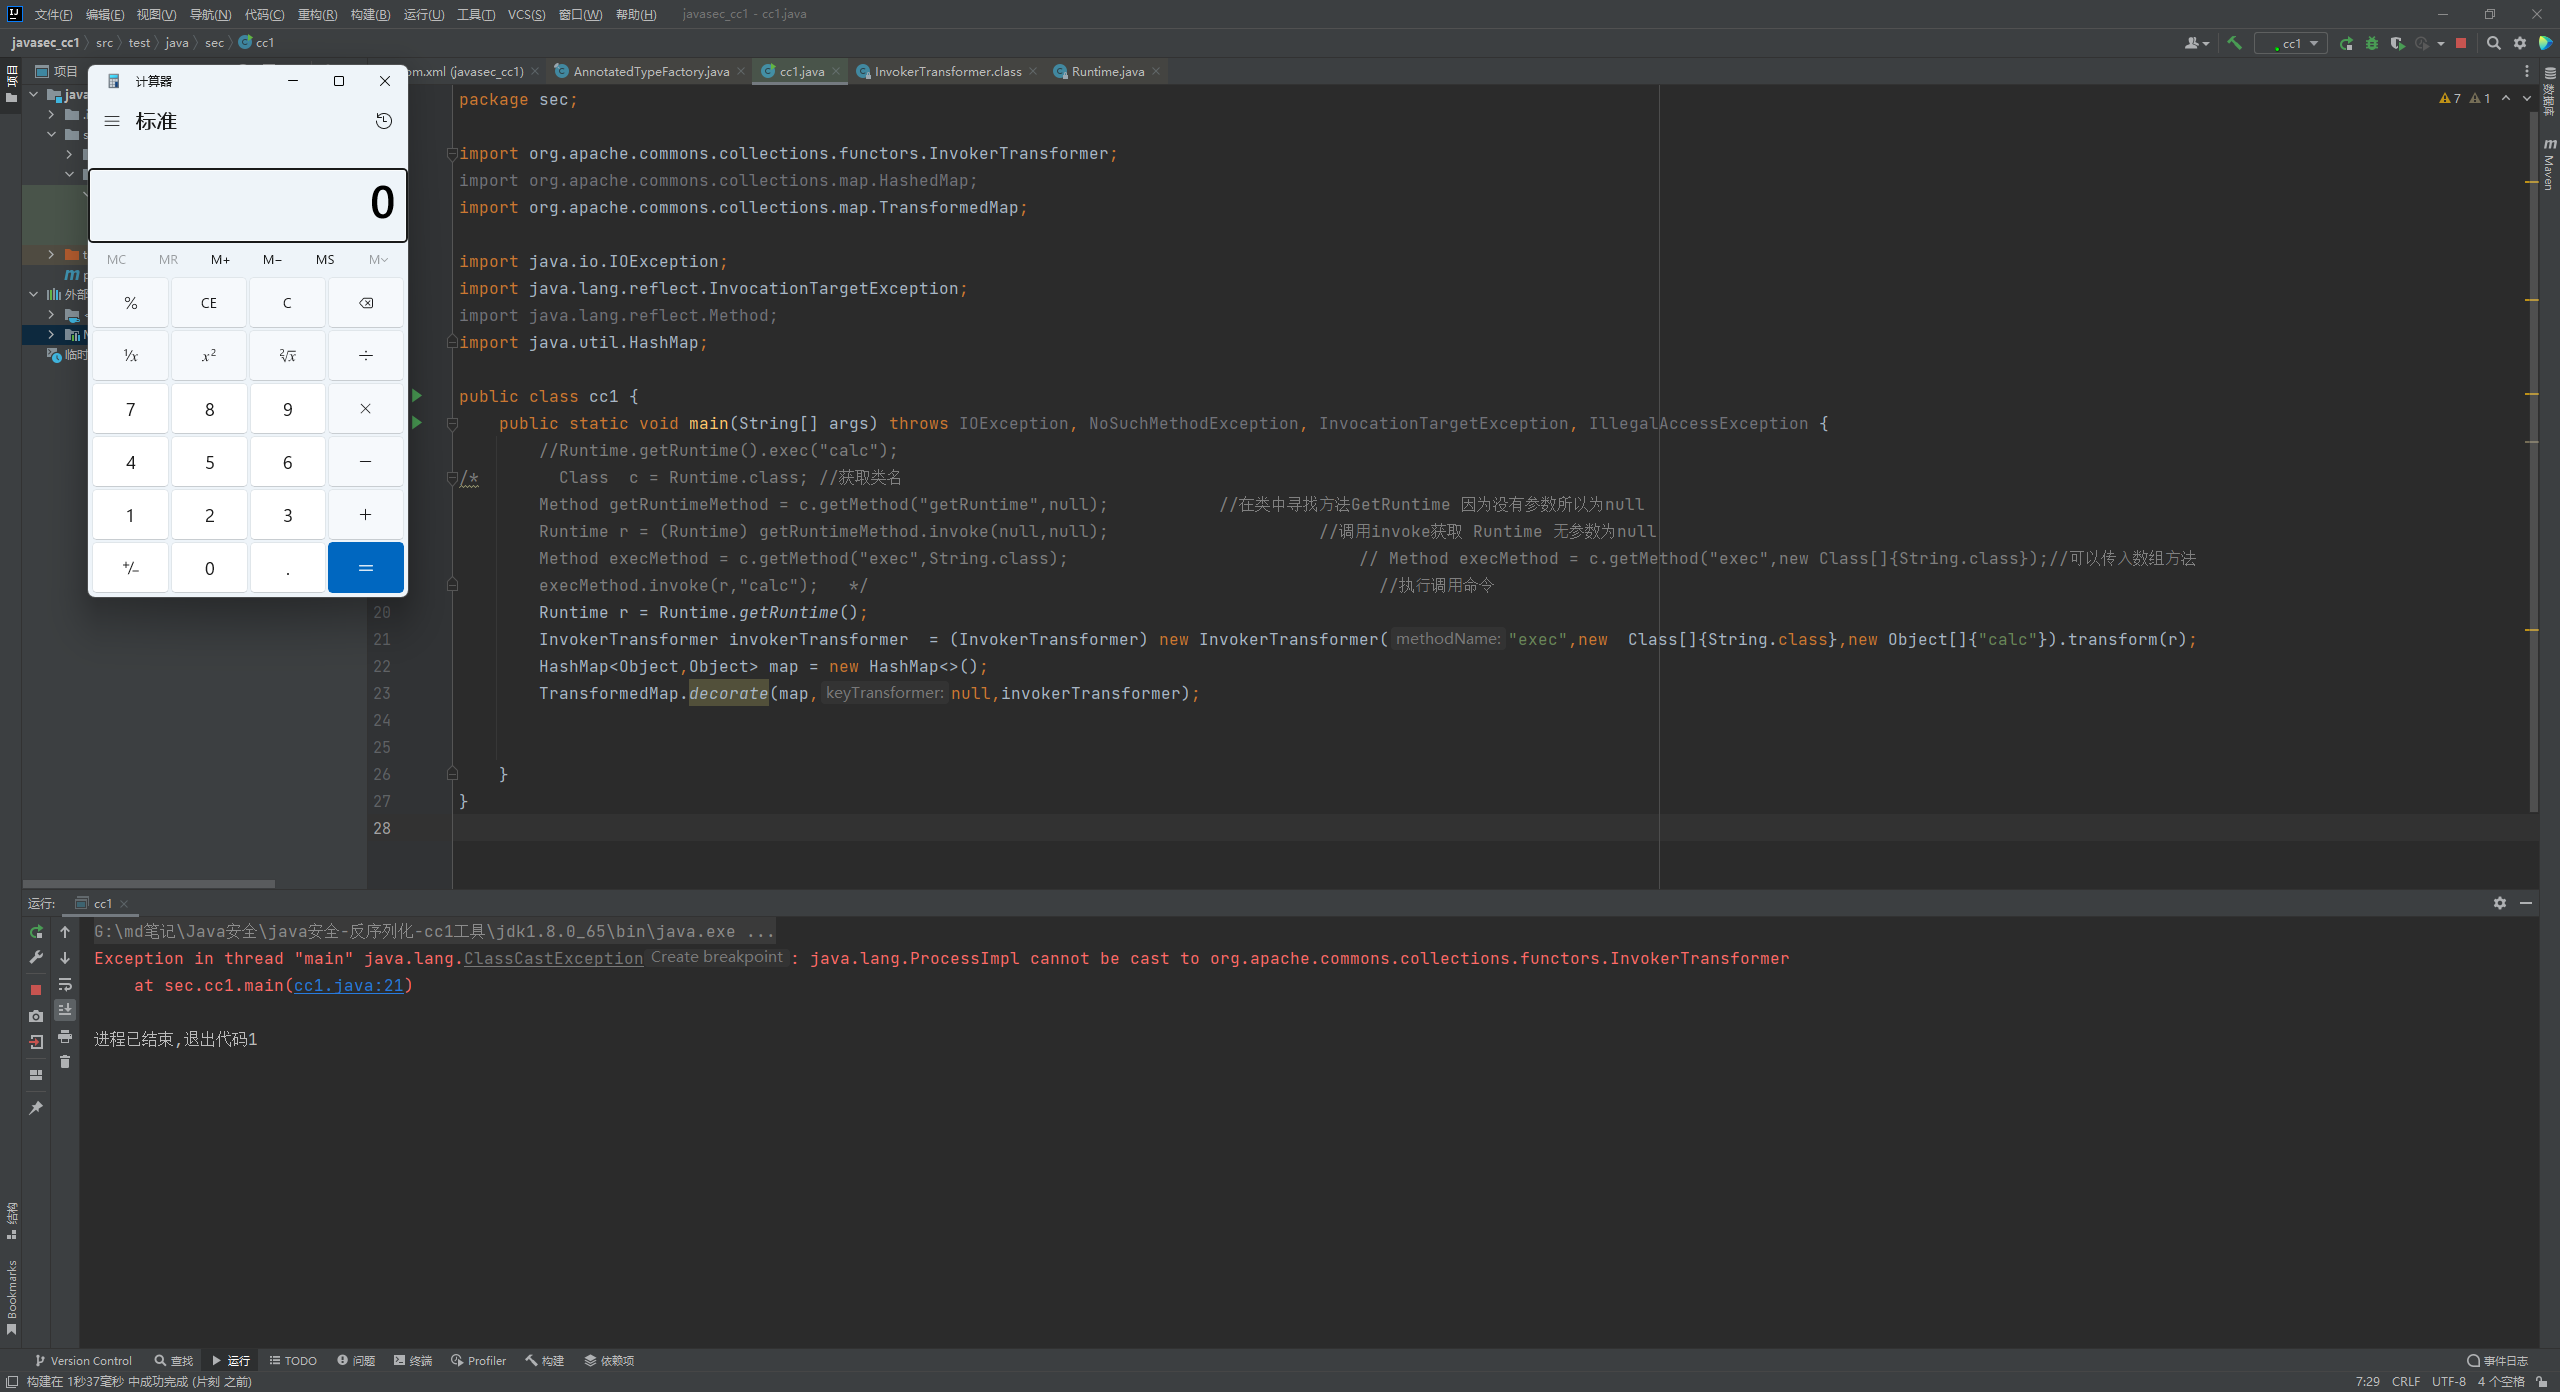 文件(F) 编辑(E) 视图(V) 导航(N) 代码(C) 重构(R) 构建(B) 运行(U) 工具(T) VCS(S) 窗口(W) 帮助(H) javasec_cc1 - cc1.java
javasec_cc1 src test java sec cc1
cc1
项目
pom.xml (javasec_cc1) AnnotatedTypeFactory.java cc1.java InvokerTransformer.class Runtime.java
计算器
标准
0
MC MR M+ M− MS M
% CE C
¹/x x² ²√x ÷
7 8 9 ×
4 5 6 −
1 2 3 +
+/− 0 . =
java
外部
临时
7 1
package sec;
import org.apache.commons.collections.functors.InvokerTransformer;
import org.apache.commons.collections.map.HashedMap;
import org.apache.commons.collections.map.TransformedMap;
import java.io.IOException;
import java.lang.reflect.InvocationTargetException;
import java.lang.reflect.Method;
import java.util.HashMap;
public class cc1 {
public static void main(String[] args) throws IOException, NoSuchMethodException, InvocationTargetException, IllegalAccessException {
//Runtime.getRuntime().exec("calc");
/* Class  c = Runtime.class; //获取类名
Method getRuntimeMethod = c.getMethod("getRuntime",null); //在类中寻找方法GetRuntime 因为没有参数所以为null
Runtime r = (Runtime) getRuntimeMethod.invoke(null,null); //调用invoke获取 Runtime 无参数为null
Method execMethod = c.getMethod("exec",String.class); // Method execMethod = c.getMethod("exec",new Class[]{String.class});//可以传入数组方法
execMethod.invoke(r,"calc");   */ //执行调用命令
20 Runtime r = Runtime.getRuntime();
21 InvokerTransformer invokerTransformer  = (InvokerTransformer) new InvokerTransformer( methodName: "exec",new  Class[]{String.class},new Object[]{"calc"}).transform(r);
22 HashMap<Object,Object> map = new HashMap<>();
23 TransformedMap.decorate(map, keyTransformer: null,invokerTransformer);
24
25
26 }
27 }
28
数据库
Maven
运行: cc1
G:\md笔记\Java安全\java安全-反序列化-cc1工具\jdk1.8.0_65\bin\java.exe ...
Exception in thread "main" java.lang.ClassCastException Create breakpoint : java.lang.ProcessImpl cannot be cast to org.apache.commons.collections.functors.InvokerTransformer
at sec.cc1.main(cc1.java:21)
进程已结束,退出代码1
结构
Bookmarks
Version Control 查找 运行 TODO 问题 终端 Profiler 构建 依赖项 事件日志
构建在 1秒37毫秒 中成功完成 (片刻 之前) 7:29 CRLF UTF-8 4 个空格